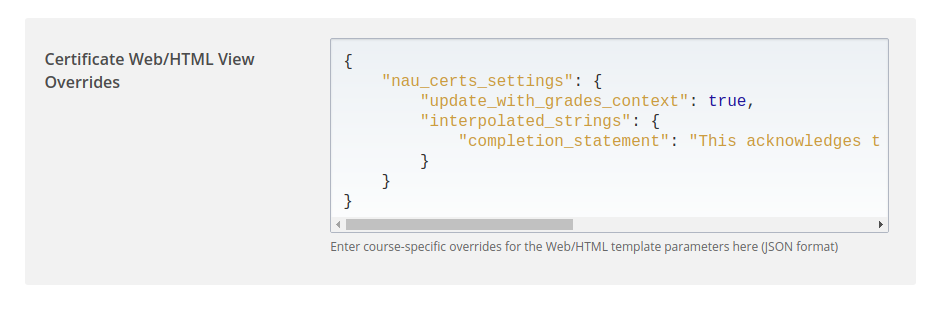 Certificate Web/HTML View
Overrides
{
    "nau_certs_settings": {
        "update_with_grades_context": true,
        "interpolated_strings": {
            "completion_statement": "This acknowledges t
        }
    }
}
Enter course-specific overrides for the Web/HTML template parameters here (JSON format)